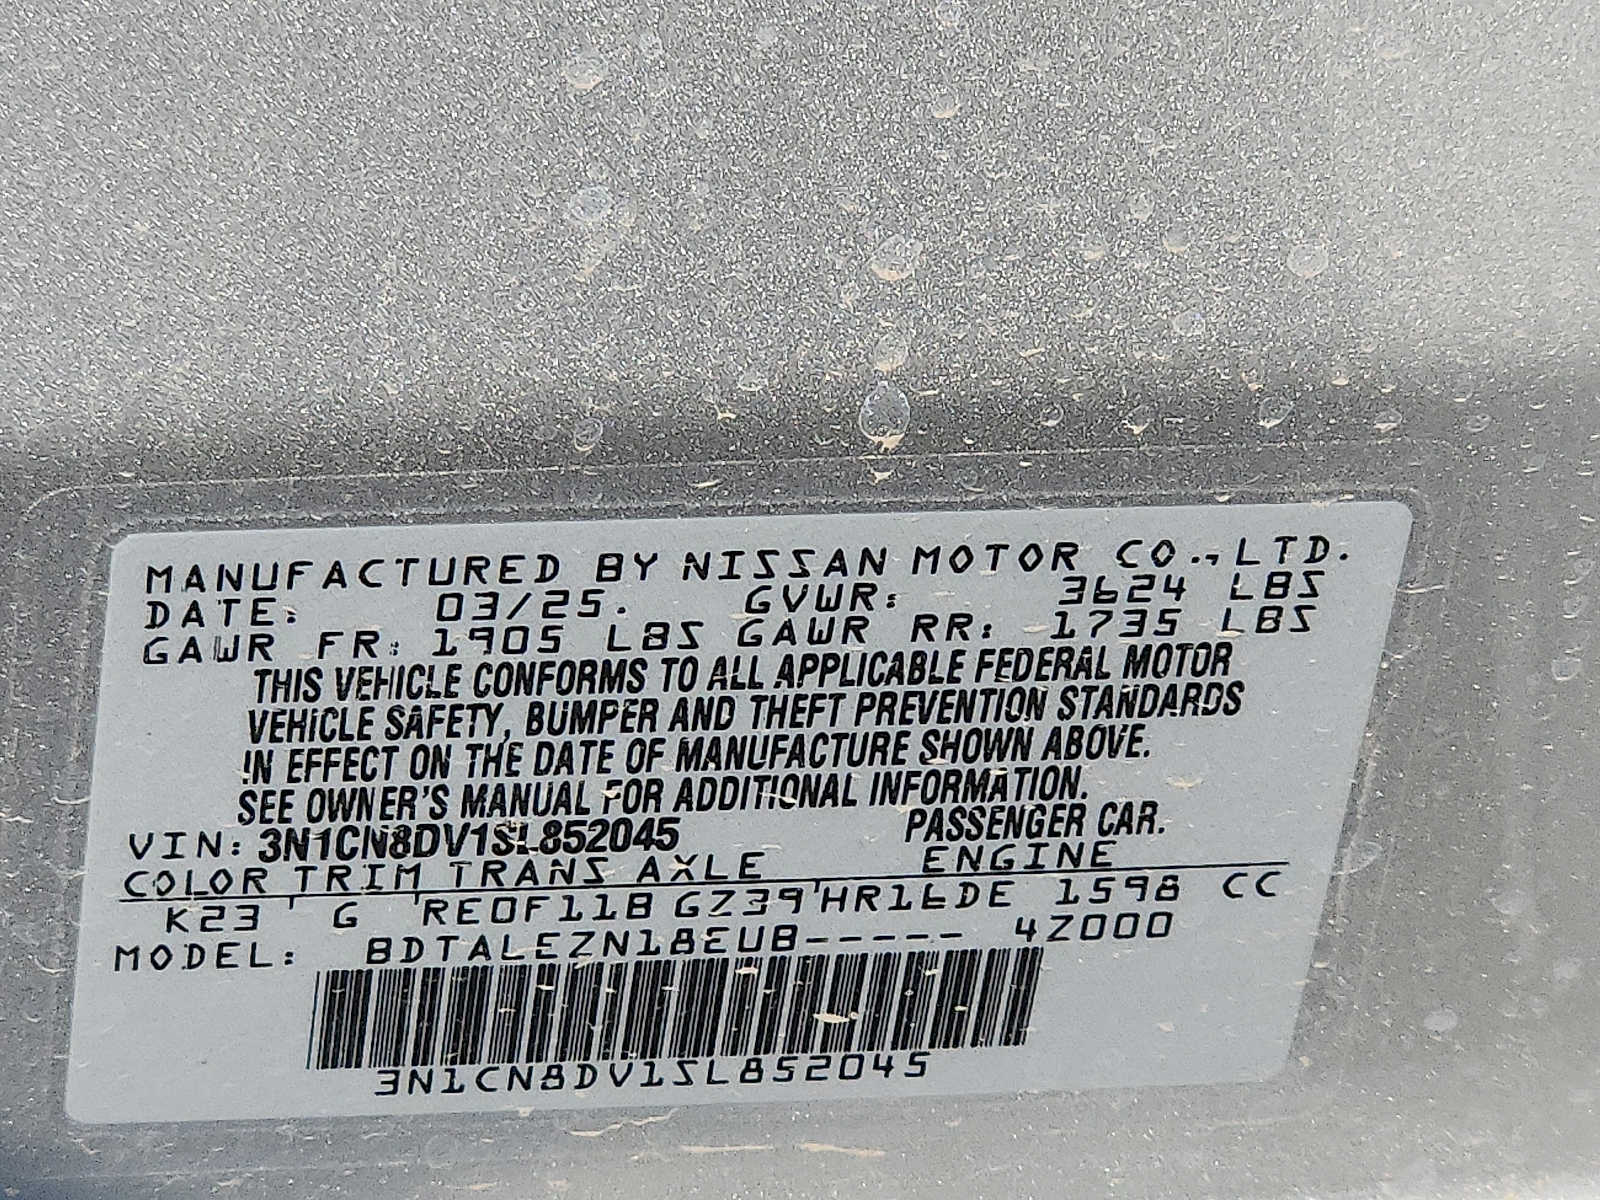 MANUFACTURED BY NISSAN MOTOR CO., LTD.
DATE: 03/25. GVWR: 3624 LBS
GAWR FR: 1905 LBS GAWR RR: 1735 LBS
THIS VEHICLE CONFORMS TO ALL APPLICABLE FEDERAL MOTOR
VEHICLE SAFETY, BUMPER AND THEFT PREVENTION STANDARDS
IN EFFECT ON THE DATE OF MANUFACTURE SHOWN ABOVE.
SEE OWNER'S MANUAL FOR ADDITIONAL INFORMATION.
VIN: 3N1CN8DV1SL852045 PASSENGER CAR.
COLOR TRIM TRANS AXLE ENGINE
K23 G RE0F11B GZ39 HR16DE 1598 CC
MODEL: BDTALEZN18EUB----- 4Z000
3N1CN8DV1SL852045